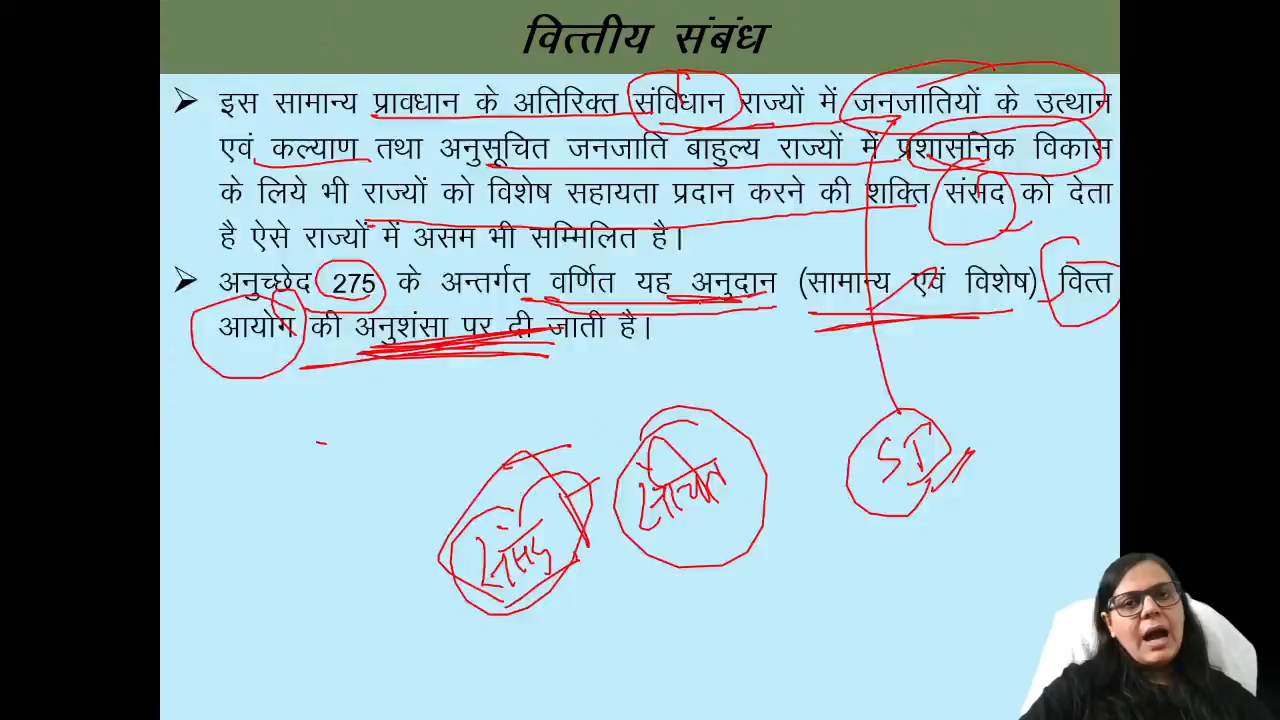 वित्तीय संबंध
➤ इस सामान्य प्रावधान के अतिरिक्त संविधान राज्यों में जनजातियों के उत्थान
एवं कल्याण तथा अनुसूचित जनजाति बाहुल्य राज्यों में प्रशासनिक विकास
के लिये भी राज्यों को विशेष सहायता प्रदान करने की शक्ति संसद को देता
है ऐसे राज्यों में असम भी सम्मिलित है।
➤ अनुच्छेद 275 के अन्तर्गत वर्णित यह अनुदान (सामान्य एवं विशेष) वित्त
आयोग की अनुशंसा पर दी जाती है।
ST
संसद